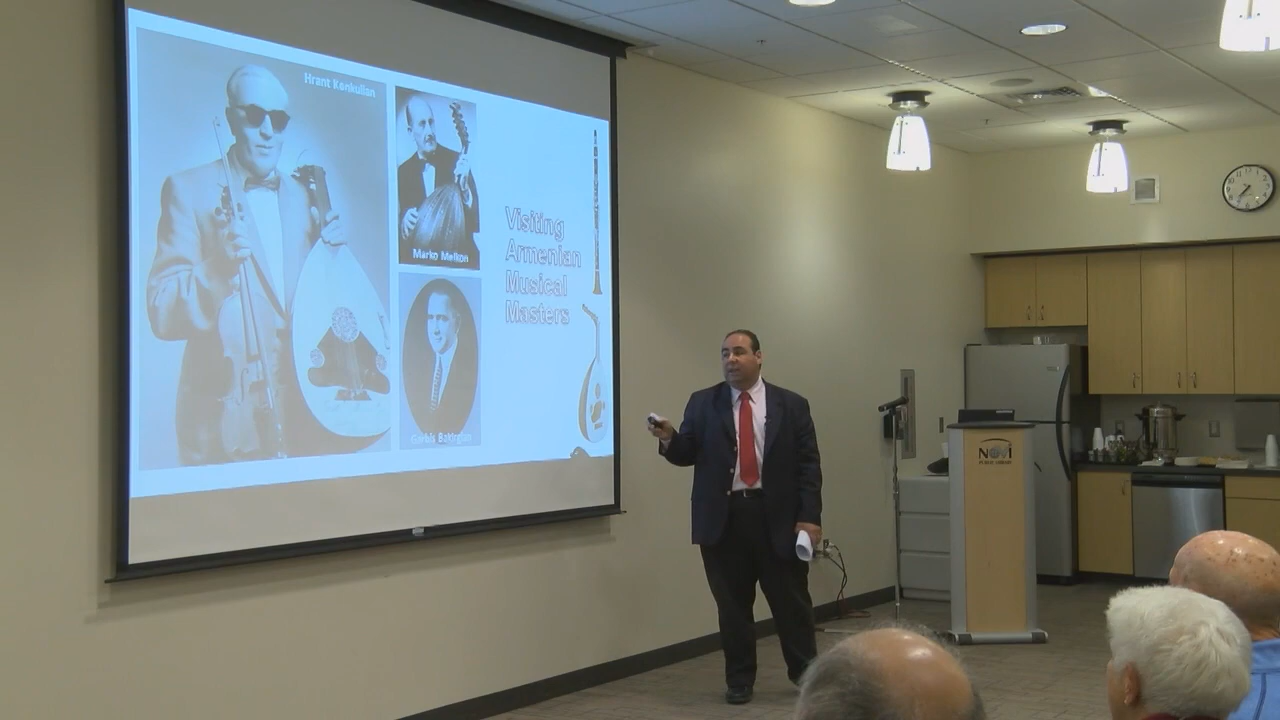 Hrant Kenkulian
Marko Melkon
Garbis Bakirgian
Visiting
Armenian
Musical
Masters
NOVI
PUBLIC LIBRARY